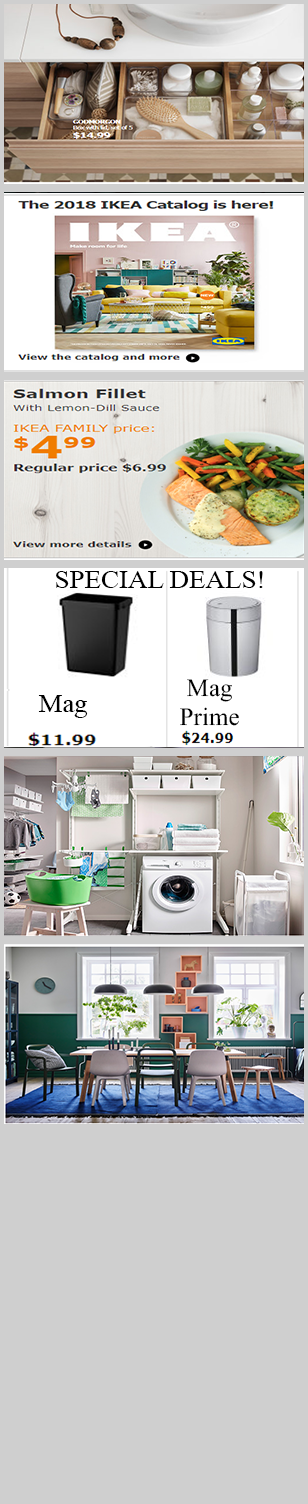 GODMORGON
Box with lid, set of 5
$14.99
The 2018 IKEA Catalog is here!
IKEA®
Make room for life
IKEA
View the catalog and more
Salmon Fillet
With Lemon-Dill Sauce
IKEA FAMILY price:
$4.99
Regular price $6.99
View more details
SPECIAL DEALS!
Mag
$11.99
Mag
Prime
$24.99